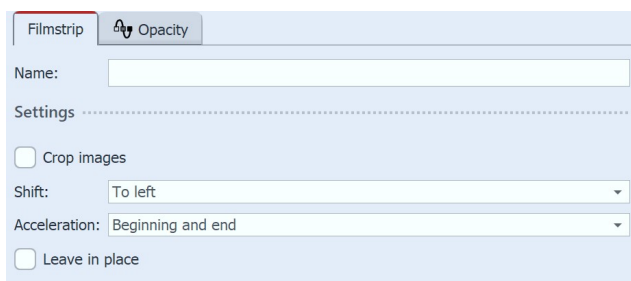 Filmstrip Opacity
Name:
Settings
Crop images
Shift: To left
Acceleration: Beginning and end
Leave in place